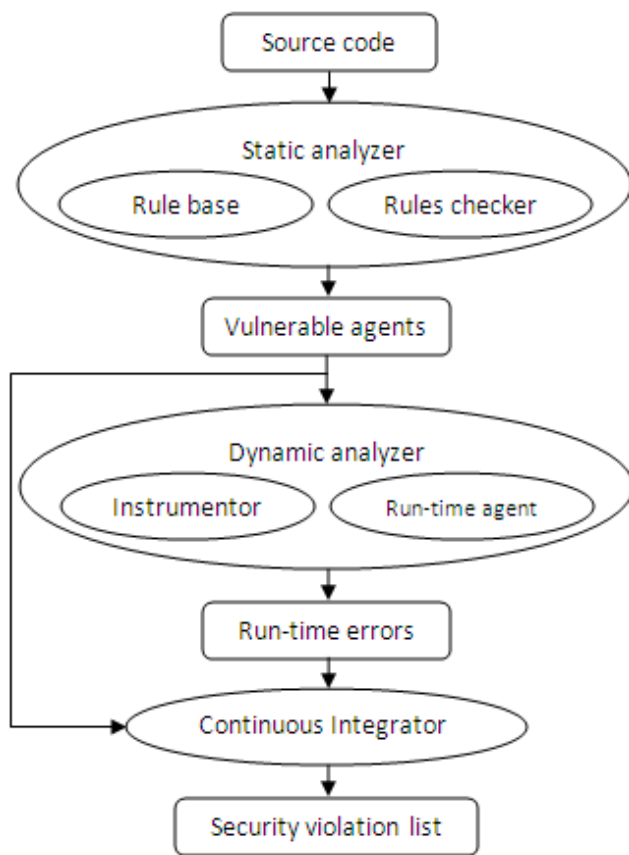 Source code
Static analyzer
Rule base
Rules checker
Vulnerable agents
Dynamic analyzer
Instrumentor
Run-time agent
Run-time errors
Continuous Integrator
Security violation list